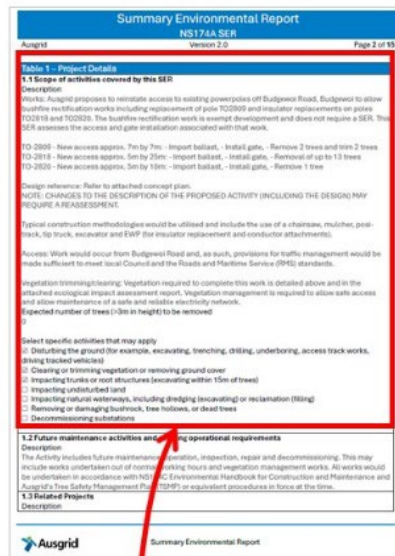 Summary Environmental Report
NS174A SER
Ausgrid Version 2.0 Page 2 of 15
Table 1 – Project Details
1.1 Scope of activities covered by this SER
Description
Works: Ausgrid proposes to reinstate access to existing powerpoles off Budgewoi Road, Budgewoi to allow
bushfire rectification works including replacement of pole TO2809 and insulator replacements on poles
TO2818 and TO2820. The bushfire rectification work is exempt development and does not require a SER. This
SER assesses the access and gate installation associated with that work.
TO-2809 - New access approx. 7m by 7m: - Import ballast, - Install gate, - Remove 2 trees and trim 2 trees
TO-2818 - New access approx. 5m by 25m: - Import ballast, - Install gate, - Removal of up to 13 trees
TO-2820 - New access approx. 5m by 10m: - Import ballast, - Remove 1 tree
Design reference: Refer to attached concept plan.
NOTE: CHANGES TO THE DESCRIPTION OF THE PROPOSED ACTIVITY (INCLUDING THE DESIGN) MAY
REQUIRE A REASSESSMENT.
Typical construction methodologies would be utilised and include the use of a chainsaw, mulcher, posi-
track, tip truck, excavator and EWP (for insulator replacement and conductor attachments).
Access: Work would occur from Budgewoi Road and, as such, provisions for traffic management would be
made sufficient to meet local Council and the Roads and Maritime Service (RMS) standards.
Vegetation trimming/clearing: Vegetation required to complete this work is detailed above and in the
attached ecological impact assessment report. Vegetation management is required to allow safe access
and allow maintenance of a safe and reliable electricity network.
Expected number of trees (>3m in height) to be removed
0
Select specific activities that may apply
☑ Disturbing the ground (for example, excavating, trenching, drilling, underboring, access track works,
driving tracked vehicles)
☑ Clearing or trimming vegetation or removing ground cover
☑ Impacting trunks or root structures (excavating within 15m of trees)
☐ Impacting undisturbed land
☐ Impacting natural waterways, including dredging (excavating) or reclamation (filling)
☐ Removing or damaging bushrock, tree hollows, or dead trees
☐ Decommissioning substations
1.2 Future maintenance activities and operational requirements
Description
The Activity includes future maintenance, operation, inspection, repair and decommissioning. This may
include works undertaken out of normal working hours and vegetation management works. All works would
be undertaken in accordance with Environmental Handbook for Construction and Maintenance and
Ausgrid's Tree Safety Management Plan (TSMP) or equivalent procedures in force at the time.
1.3 Related Projects
Description
Ausgrid Summary Environmental Report